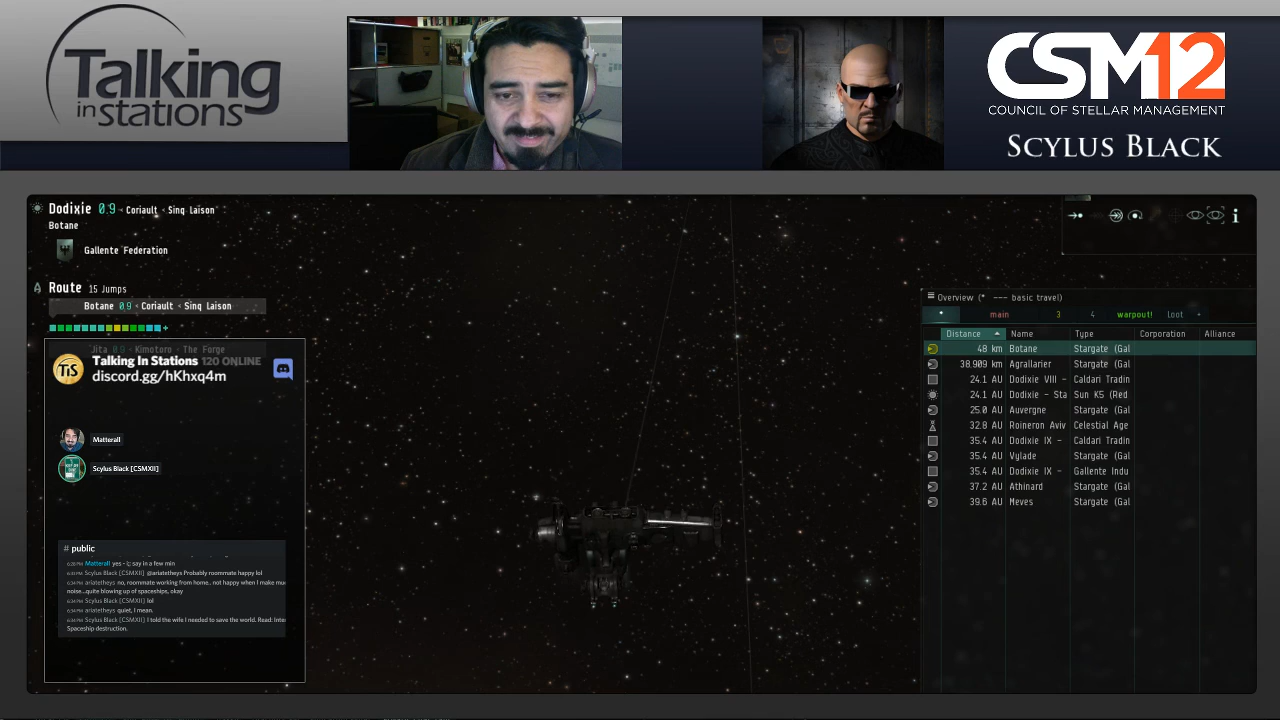 Talking
in stations
CSM12
COUNCIL OF STELLAR MANAGEMENT
SCYLUS BLACK
Dodixie 0.9 ‹ Coriault ‹ Sinq Laison
Botane
Gallente Federation
Route 15 Jumps
Botane 0.9 ‹ Coriault ‹ Sinq Laison
Jita 0.9 · Kimotoro · The Forge
TiS
Talking In Stations 120 ONLINE
discord.gg/hKhxq4m
Matterall
Scylus Black [CSMXII]
# public
Matterall yes - i; say in a few min
Scylus Black [CSMXII] @ariatetheys Probably roommate happy lol
ariatetheys no, roommate working from home.. not happy when I make
noise...quite blowing up of spaceships, okay
Scylus Black [CSMXII] lol
ariatetheys quiet, I mean.
Scylus Black [CSMXII] I told the wife I needed to save the world. Read:
Spaceship destruction.
Overview (* --- basic travel)
* main 3 4 warpout! Loot +
Distance Name Type Corporation Alliance
48 km Botane Stargate (Gal
38.909 km Agrallarier Stargate (Gal
24.1 AU Dodixie VIII - Caldari Tradin
24.1 AU Dodixie - Sta Sun K5 (Red
25.0 AU Auvergne Stargate (Gal
32.8 AU Roineron Aviv Celestial Age
35.4 AU Dodixie IX - Caldari Tradin
35.4 AU Vylade Stargate (Gal
35.4 AU Dodixie IX - Gallente Indu
37.2 AU Athinard Stargate (Gal
39.6 AU Meves Stargate (Gal